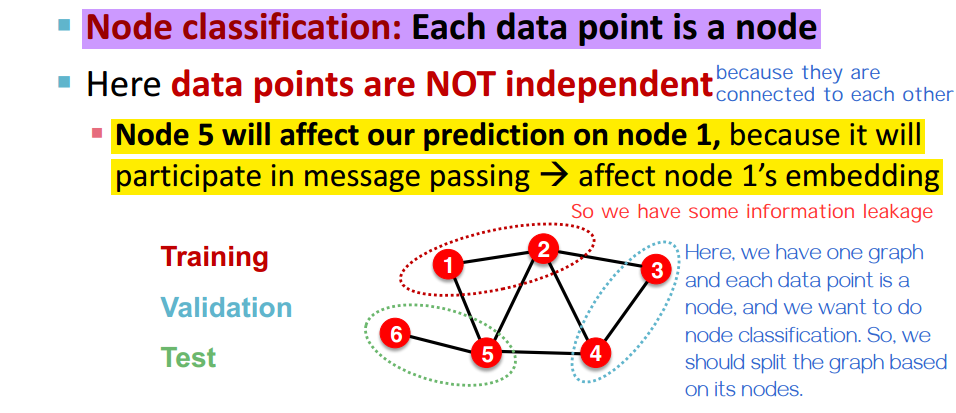 Node classification: Each data point is a node
Here data points are NOT independent
because they are
connected to each other
Node 5 will affect our prediction on node 1, because it will
participate in message passing → affect node 1's embedding
So we have some information leakage
Training
Validation
Test
1
2
3
4
5
6
Here, we have one graph
and each data point is a
node, and we want to do
node classification. So, we
should split the graph based
on its nodes.